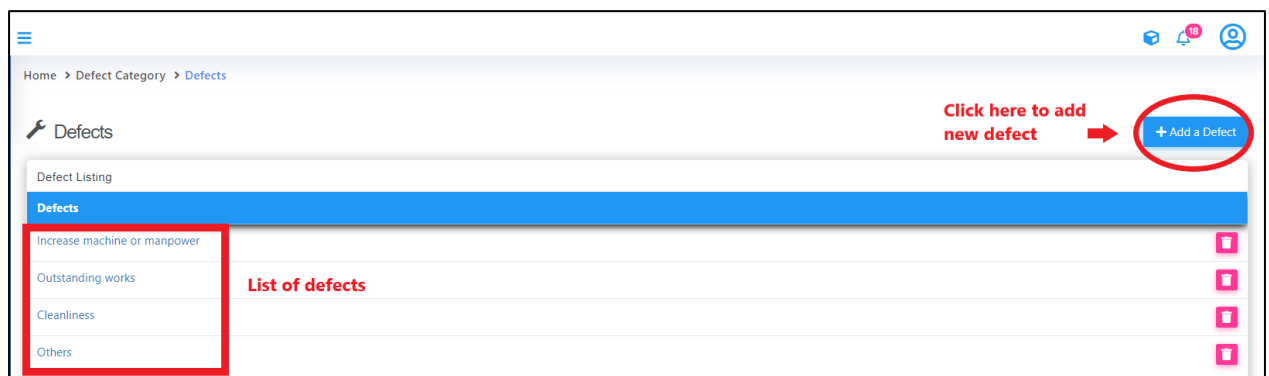 18
Home > Defect Category > Defects
Click here to add
new defect
Defects
+ Add a Defect
Defect Listing
Defects
Increase machine or manpower
Outstanding works
List of defects
Cleanliness
Others